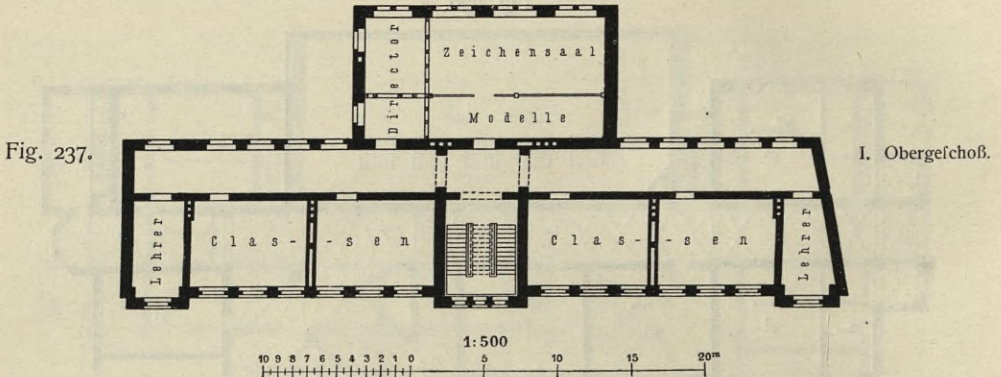 Director
Zeichensaal
Modelle
Fig. 237.
I. Obergeſchoß.
Lehrer
Claſ- -sen
Claſ- -sen
Lehrer
1:500
10 9 8 7 6 5 4 3 2 1 0 5 10 15 20ᵐ